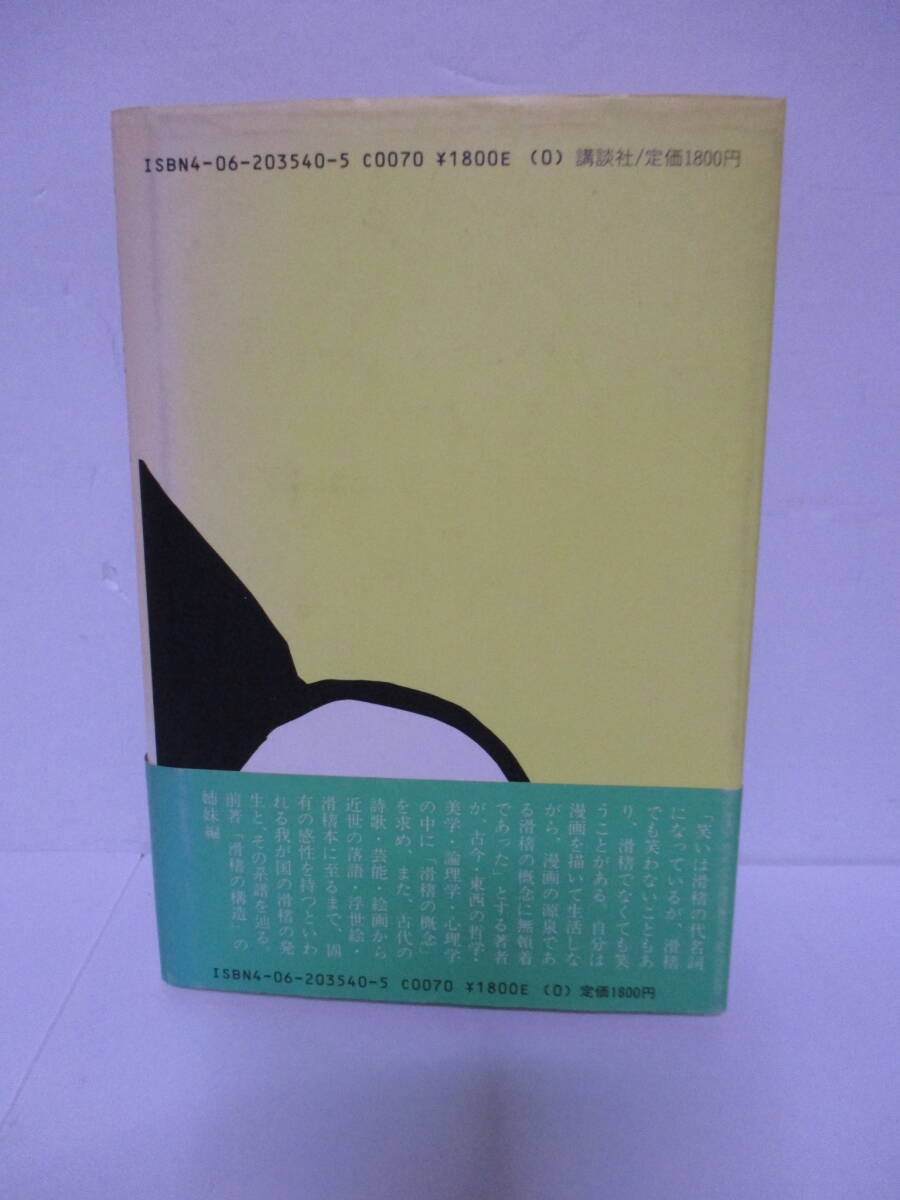 ISBN4-06-203540-5 C0070 ¥1800E (0) 講談社/定価1800円
「笑いは滑稽の代名詞
になっているが、滑稽
でも笑わないこともあ
り、滑稽でなくても笑
うことがある。自分は
漫画を描いて生活しな
がら、漫画の源泉であ
る滑稽の概念に無頓着
であった」とする著者
が、古今・東西の哲学・
美学・論理学・心理学
の中に「滑稽の概念」
を求め、また、古代の
詩歌・芸能・絵画から
近世の落語・浮世絵・
滑稽本に至るまで、固
有の感性を持つといわ
れる我が国の滑稽の発
生と、その系譜を辿る。
前著「滑稽の構造」の
姉妹編
ISBN4-06-203540-5 C0070 ¥1800E (0) 定価1800円